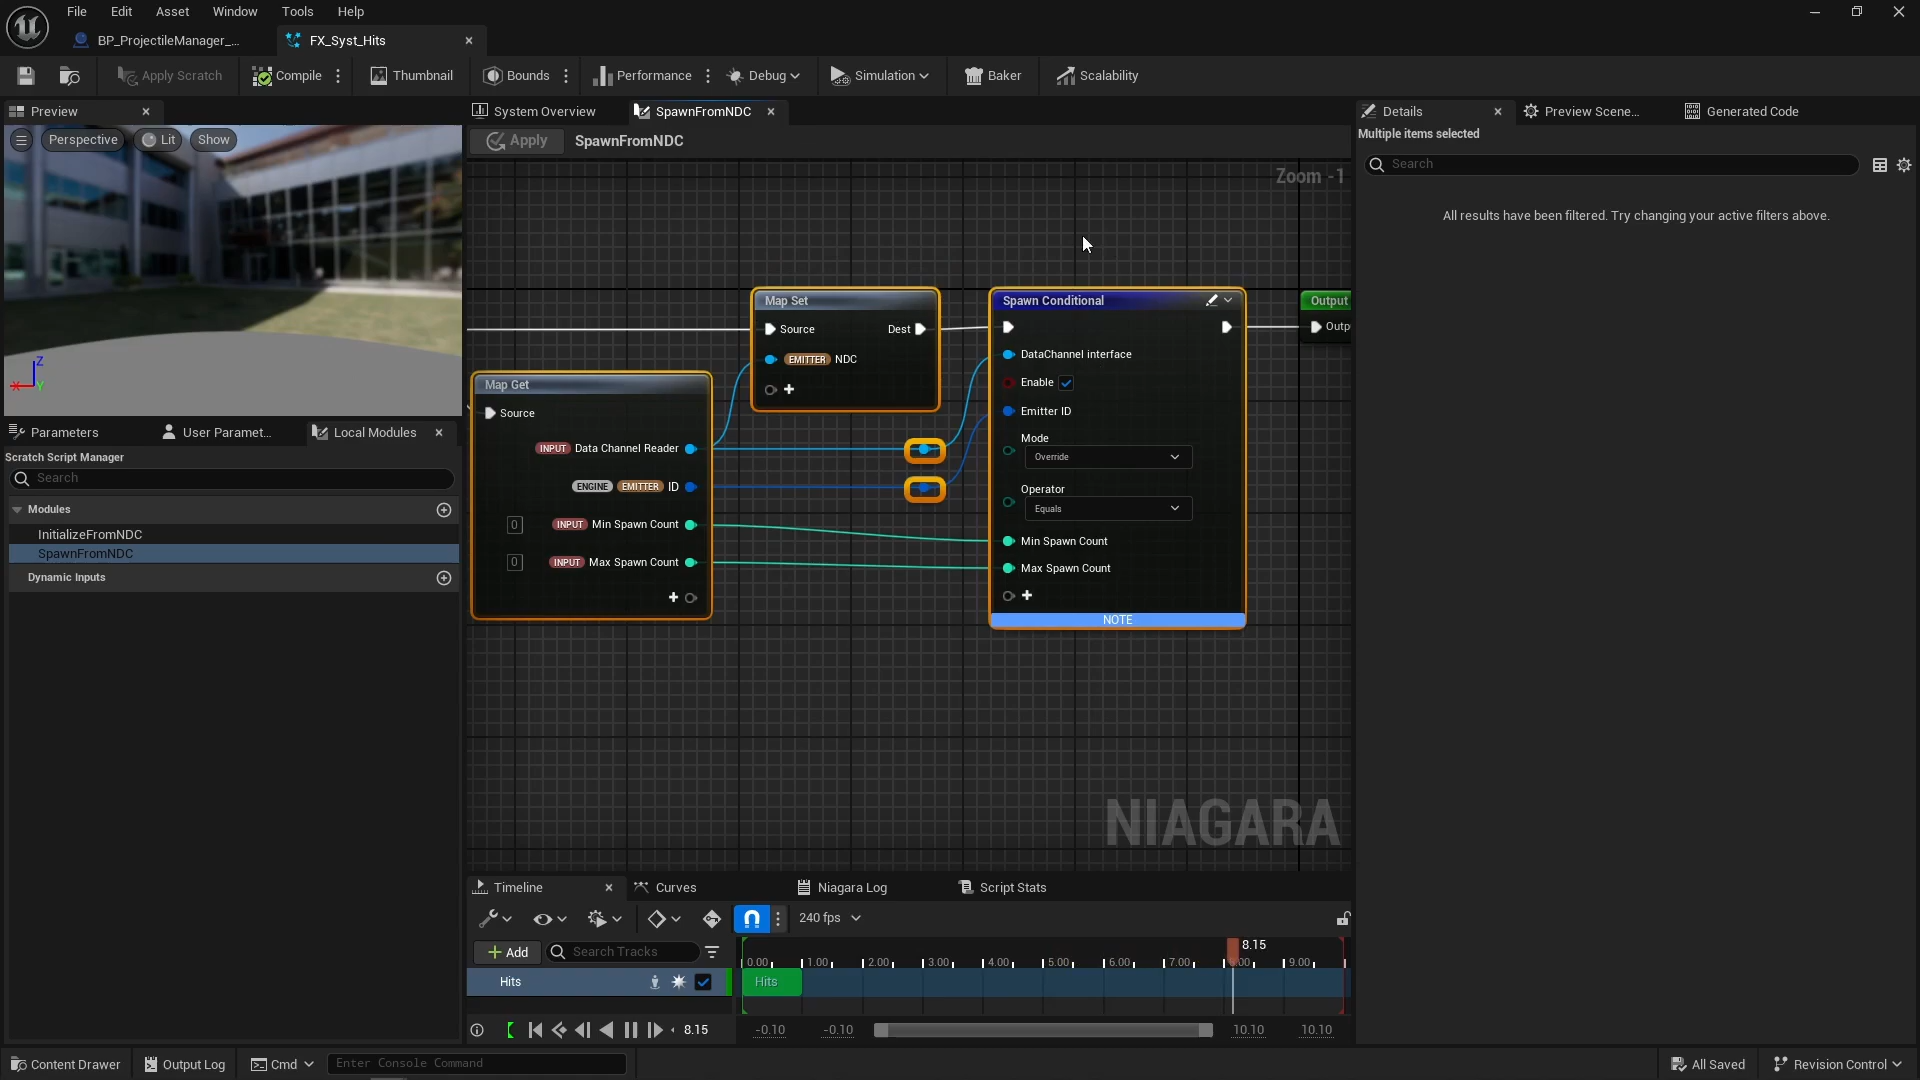 File Edit Asset Window Tools Help
BP_ProjectileManager_... FX_Syst_Hits
Apply Scratch Compile Thumbnail Bounds Performance Debug Simulation Baker Scalability
Preview System Overview SpawnFromNDC Details Preview Scene... Generated Code
Perspective Lit Show Apply SpawnFromNDC Multiple items selected
Search
Zoom -1
All results have been filtered. Try changing your active filters above.
Map Set Spawn Conditional Output
Source Dest
DataChannel interface
EMITTER NDC
Map Get
Enable
Source
Emitter ID
Parameters User Paramet... Local Modules
Mode
INPUT Data Channel Reader
Override
Scratch Script Manager
Search
ENGINE EMITTER ID
Operator
Equals
Modules
0 INPUT Min Spawn Count
InitializeFromNDC
Min Spawn Count
SpawnFromNDC
0 INPUT Max Spawn Count
Max Spawn Count
Dynamic Inputs
NOTE
NIAGARA
Timeline Curves Niagara Log Script Stats
240 fps
Add Search Tracks 8.15
0.00 1.00 2.00 3.00 4.00 5.00 6.00 7.00 9.00
Hits Hits
8.15 -0.10 -0.10 10.10 10.10
Content Drawer Output Log Cmd Enter Console Command All Saved Revision Control